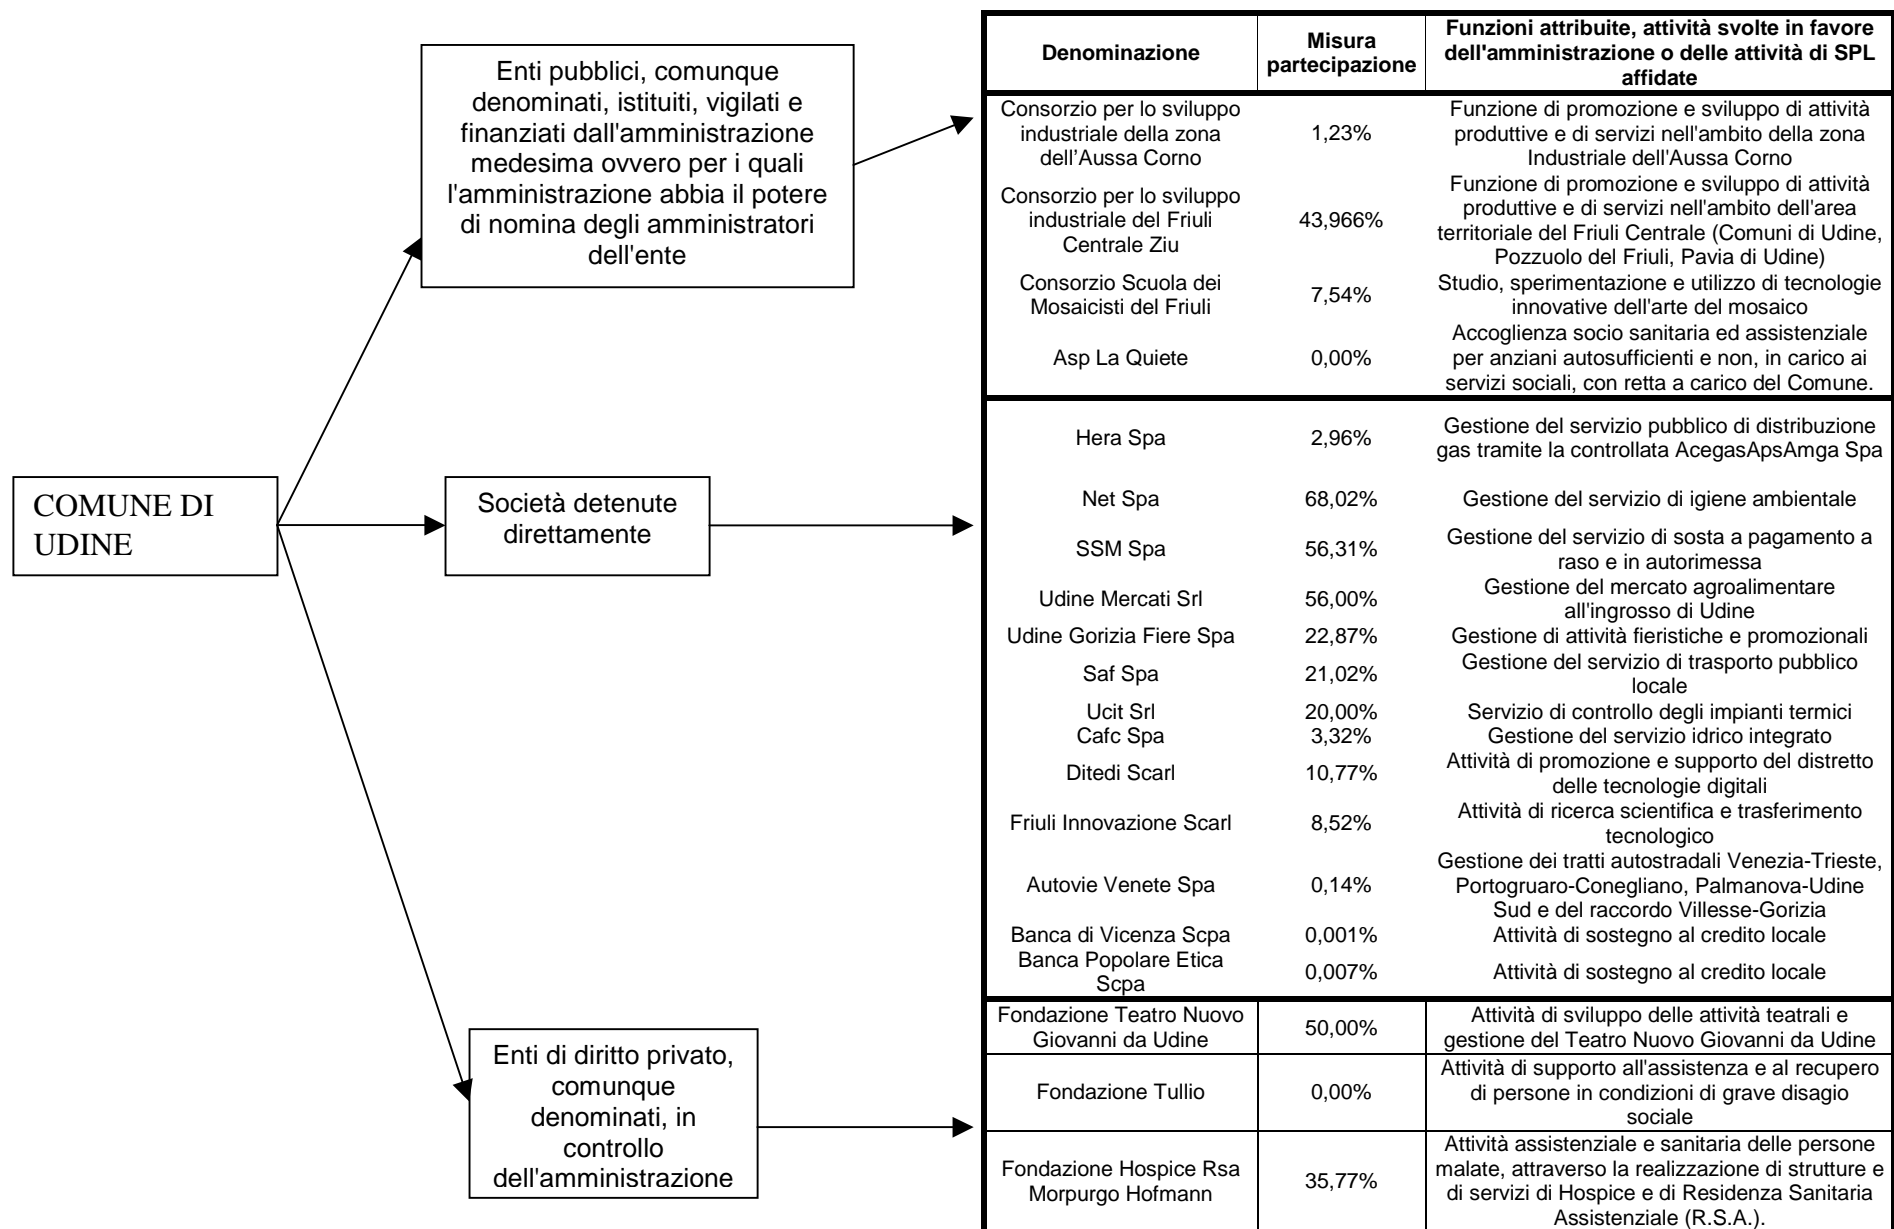 COMUNE DI
UDINE
Enti pubblici, comunque
denominati, istituiti, vigilati e
finanziati dall'amministrazione
medesima ovvero per i quali
l'amministrazione abbia il potere
di nomina degli amministratori
dell'ente
Società detenute
direttamente
Enti di diritto privato,
comunque
denominati, in
controllo
dell'amministrazione
Denominazione
Misura
partecipazione
Funzioni attribuite, attività svolte in favore
dell'amministrazione o delle attività di SPL
affidate
Consorzio per lo sviluppo
industriale della zona
dell’Aussa Corno
1,23%
Funzione di promozione e sviluppo di attività
produttive e di servizi nell'ambito della zona
Industriale dell'Aussa Corno
Consorzio per lo sviluppo
industriale del Friuli
Centrale Ziu
43,966%
Funzione di promozione e sviluppo di attività
produttive e di servizi nell'ambito dell'area
territoriale del Friuli Centrale (Comuni di Udine,
Pozzuolo del Friuli, Pavia di Udine)
Consorzio Scuola dei
Mosaicisti del Friuli
7,54%
Studio, sperimentazione e utilizzo di tecnologie
innovative dell'arte del mosaico
Asp La Quiete
0,00%
Accoglienza socio sanitaria ed assistenziale
per anziani autosufficienti e non, in carico ai
servizi sociali, con retta a carico del Comune.
Hera Spa
2,96%
Gestione del servizio pubblico di distribuzione
gas tramite la controllata AcegasApsAmga Spa
Net Spa
68,02%
Gestione del servizio di igiene ambientale
SSM Spa
56,31%
Gestione del servizio di sosta a pagamento a
raso e in autorimessa
Udine Mercati Srl
56,00%
Gestione del mercato agroalimentare
all'ingrosso di Udine
Udine Gorizia Fiere Spa
22,87%
Gestione di attività fieristiche e promozionali
Saf Spa
21,02%
Gestione del servizio di trasporto pubblico
locale
Ucit Srl
20,00%
Servizio di controllo degli impianti termici
Cafc Spa
3,32%
Gestione del servizio idrico integrato
Ditedi Scarl
10,77%
Attività di promozione e supporto del distretto
delle tecnologie digitali
Friuli Innovazione Scarl
8,52%
Attività di ricerca scientifica e trasferimento
tecnologico
Autovie Venete Spa
0,14%
Gestione dei tratti autostradali Venezia-Trieste,
Portogruaro-Conegliano, Palmanova-Udine
Sud e del raccordo Villesse-Gorizia
Banca di Vicenza Scpa
0,001%
Attività di sostegno al credito locale
Banca Popolare Etica
Scpa
0,007%
Attività di sostegno al credito locale
Fondazione Teatro Nuovo
Giovanni da Udine
50,00%
Attività di sviluppo delle attività teatrali e
gestione del Teatro Nuovo Giovanni da Udine
Fondazione Tullio
0,00%
Attività di supporto all'assistenza e al recupero
di persone in condizioni di grave disagio
sociale
Fondazione Hospice Rsa
Morpurgo Hofmann
35,77%
Attività assistenziale e sanitaria delle persone
malate, attraverso la realizzazione di strutture e
di servizi di Hospice e di Residenza Sanitaria
Assistenziale (R.S.A.).